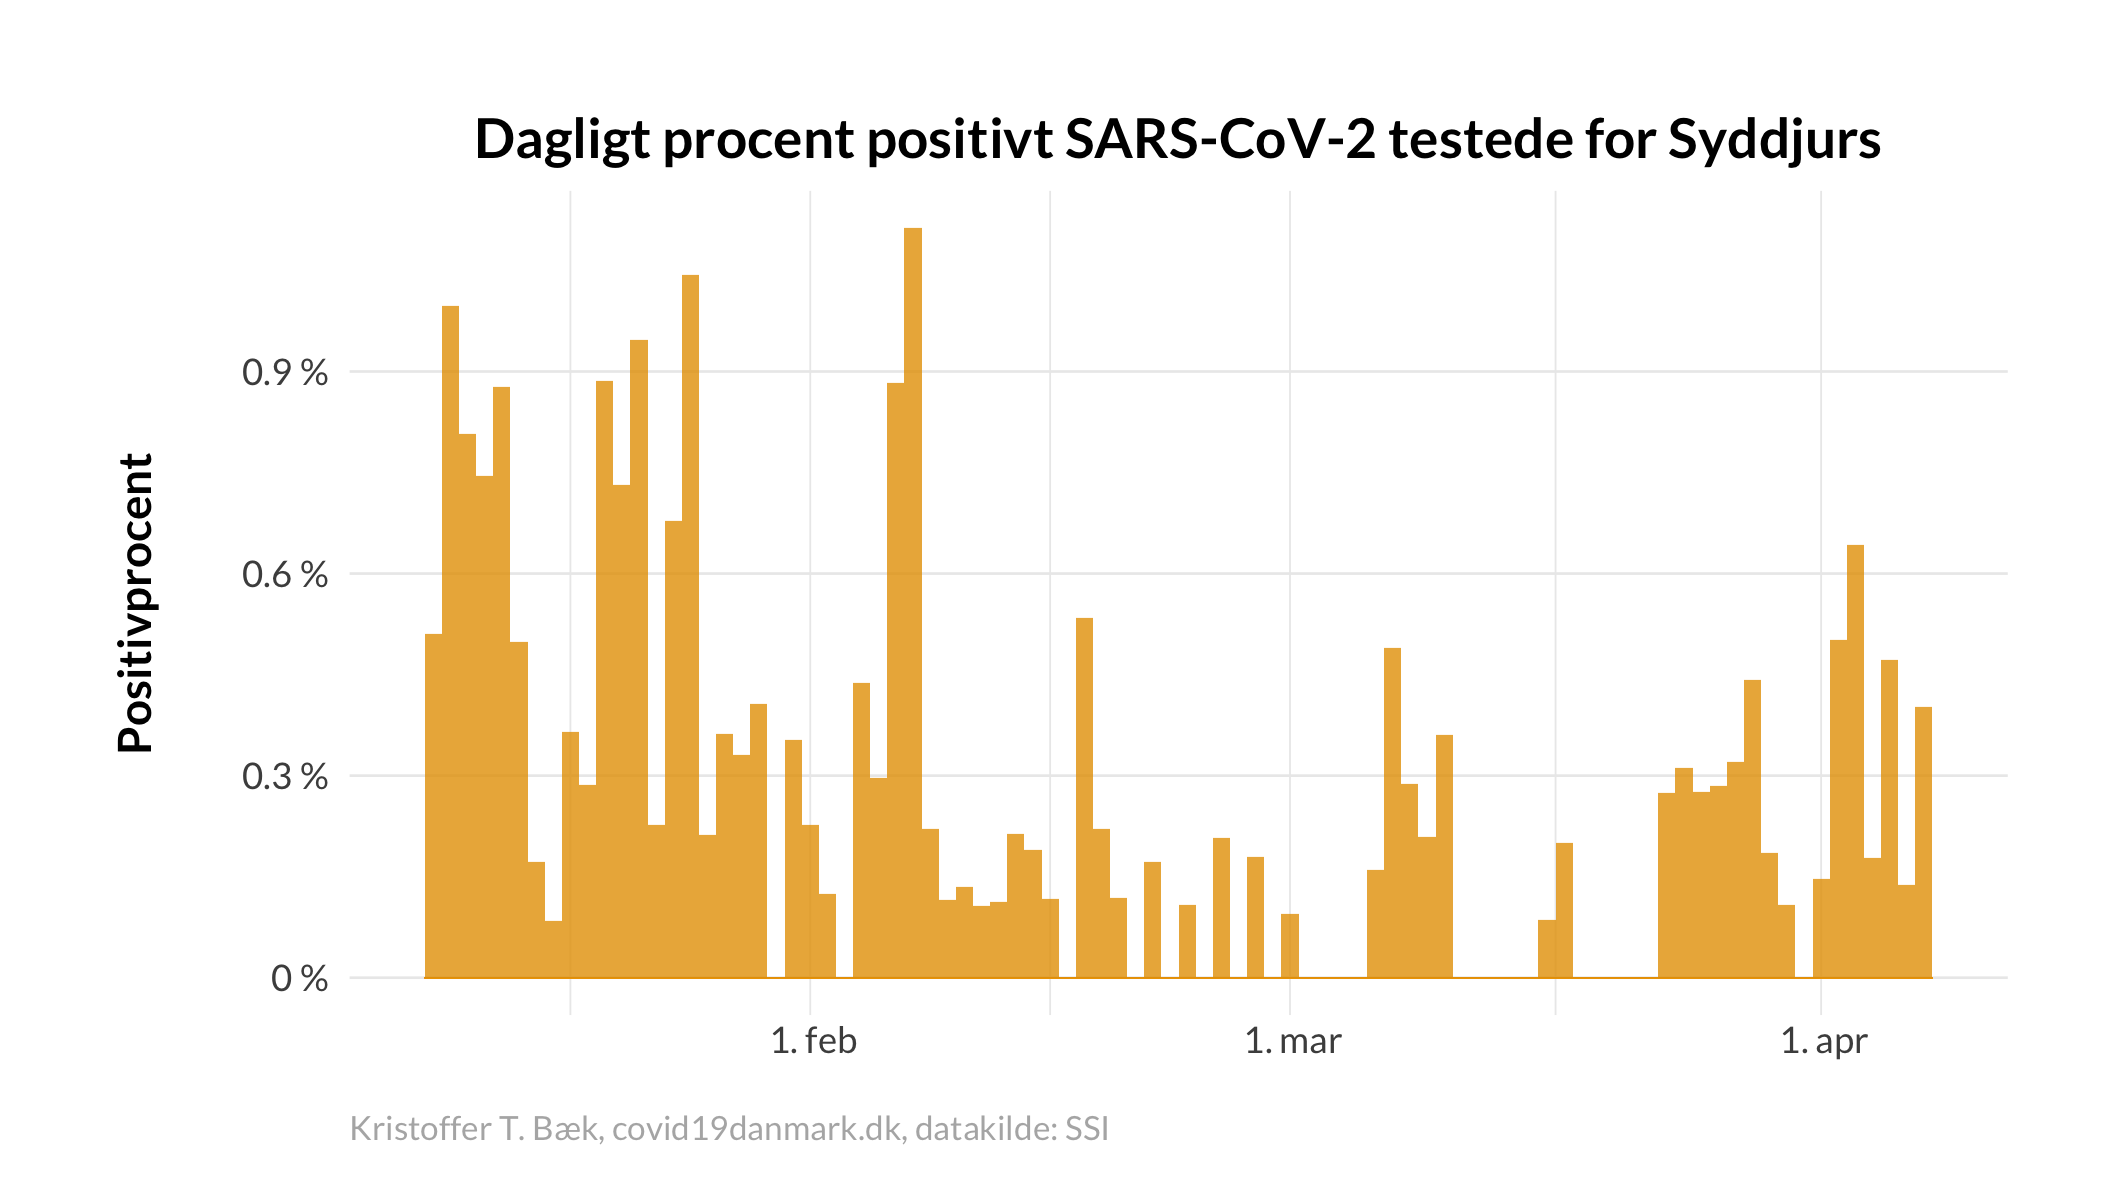 Dagligt procent positivt SARS-CoV-2 testede for Syddjurs
Positivprocent
0.9 %
0.6 %
0.3 %
0 %
1. feb
1. mar
1. apr
Kristoffer T. Bæk, covid19danmark.dk, datakilde: SSI